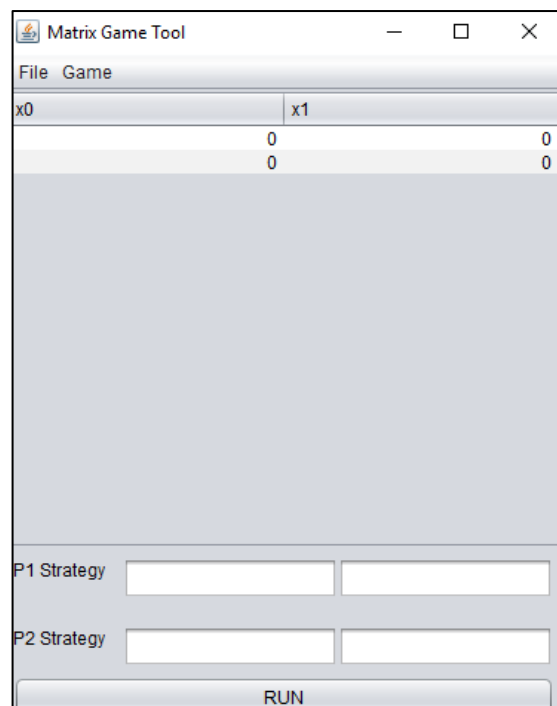 Matrix Game Tool
File Game
x0 x1
0 0
0 0
P1 Strategy
P2 Strategy
RUN